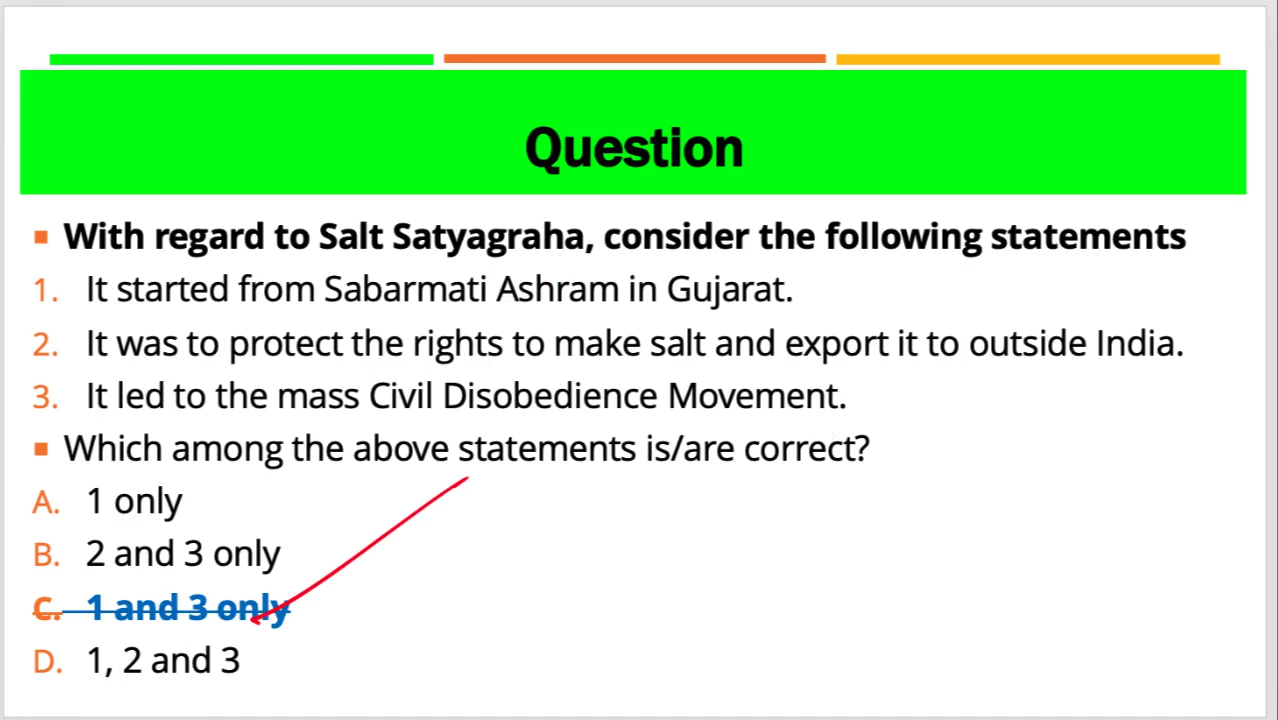 Question
With regard to Salt Satyagraha, consider the following statements
1. It started from Sabarmati Ashram in Gujarat.
2. It was to protect the rights to make salt and export it to outside India.
3. It led to the mass Civil Disobedience Movement.
Which among the above statements is/are correct?
A. 1 only
B. 2 and 3 only
C. 1 and 3 only
D. 1, 2 and 3